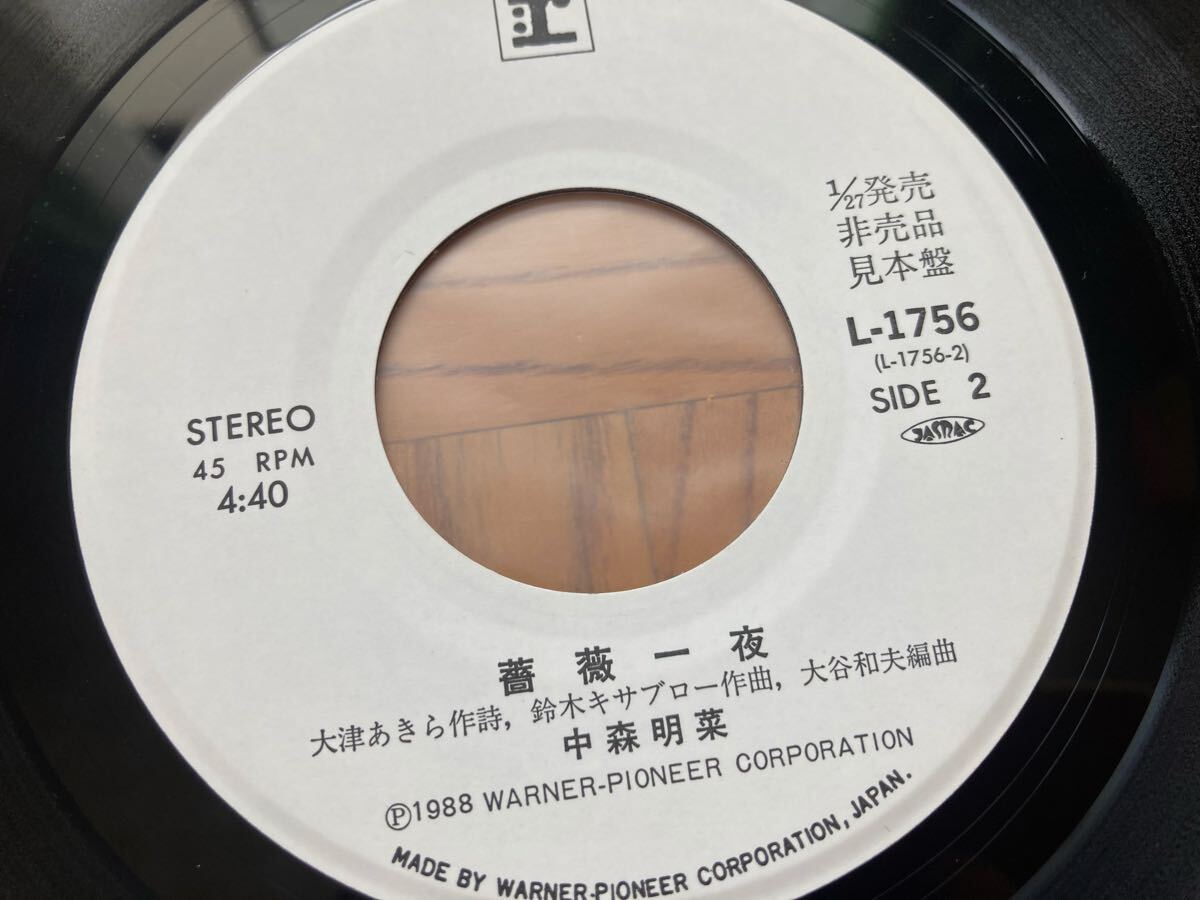 r
1/27発売
非売品
見本盤
L-1756
(L-1756-2)
SIDE 2
JASRAC
STEREO
45 RPM
4:40
薔薇一夜
大津あきら作詩, 鈴木キサブロー作曲, 大谷和夫編曲
中森明菜
Ⓟ1988 WARNER-PIONEER CORPORATION
MADE BY WARNER-PIONEER CORPORATION, JAPAN.